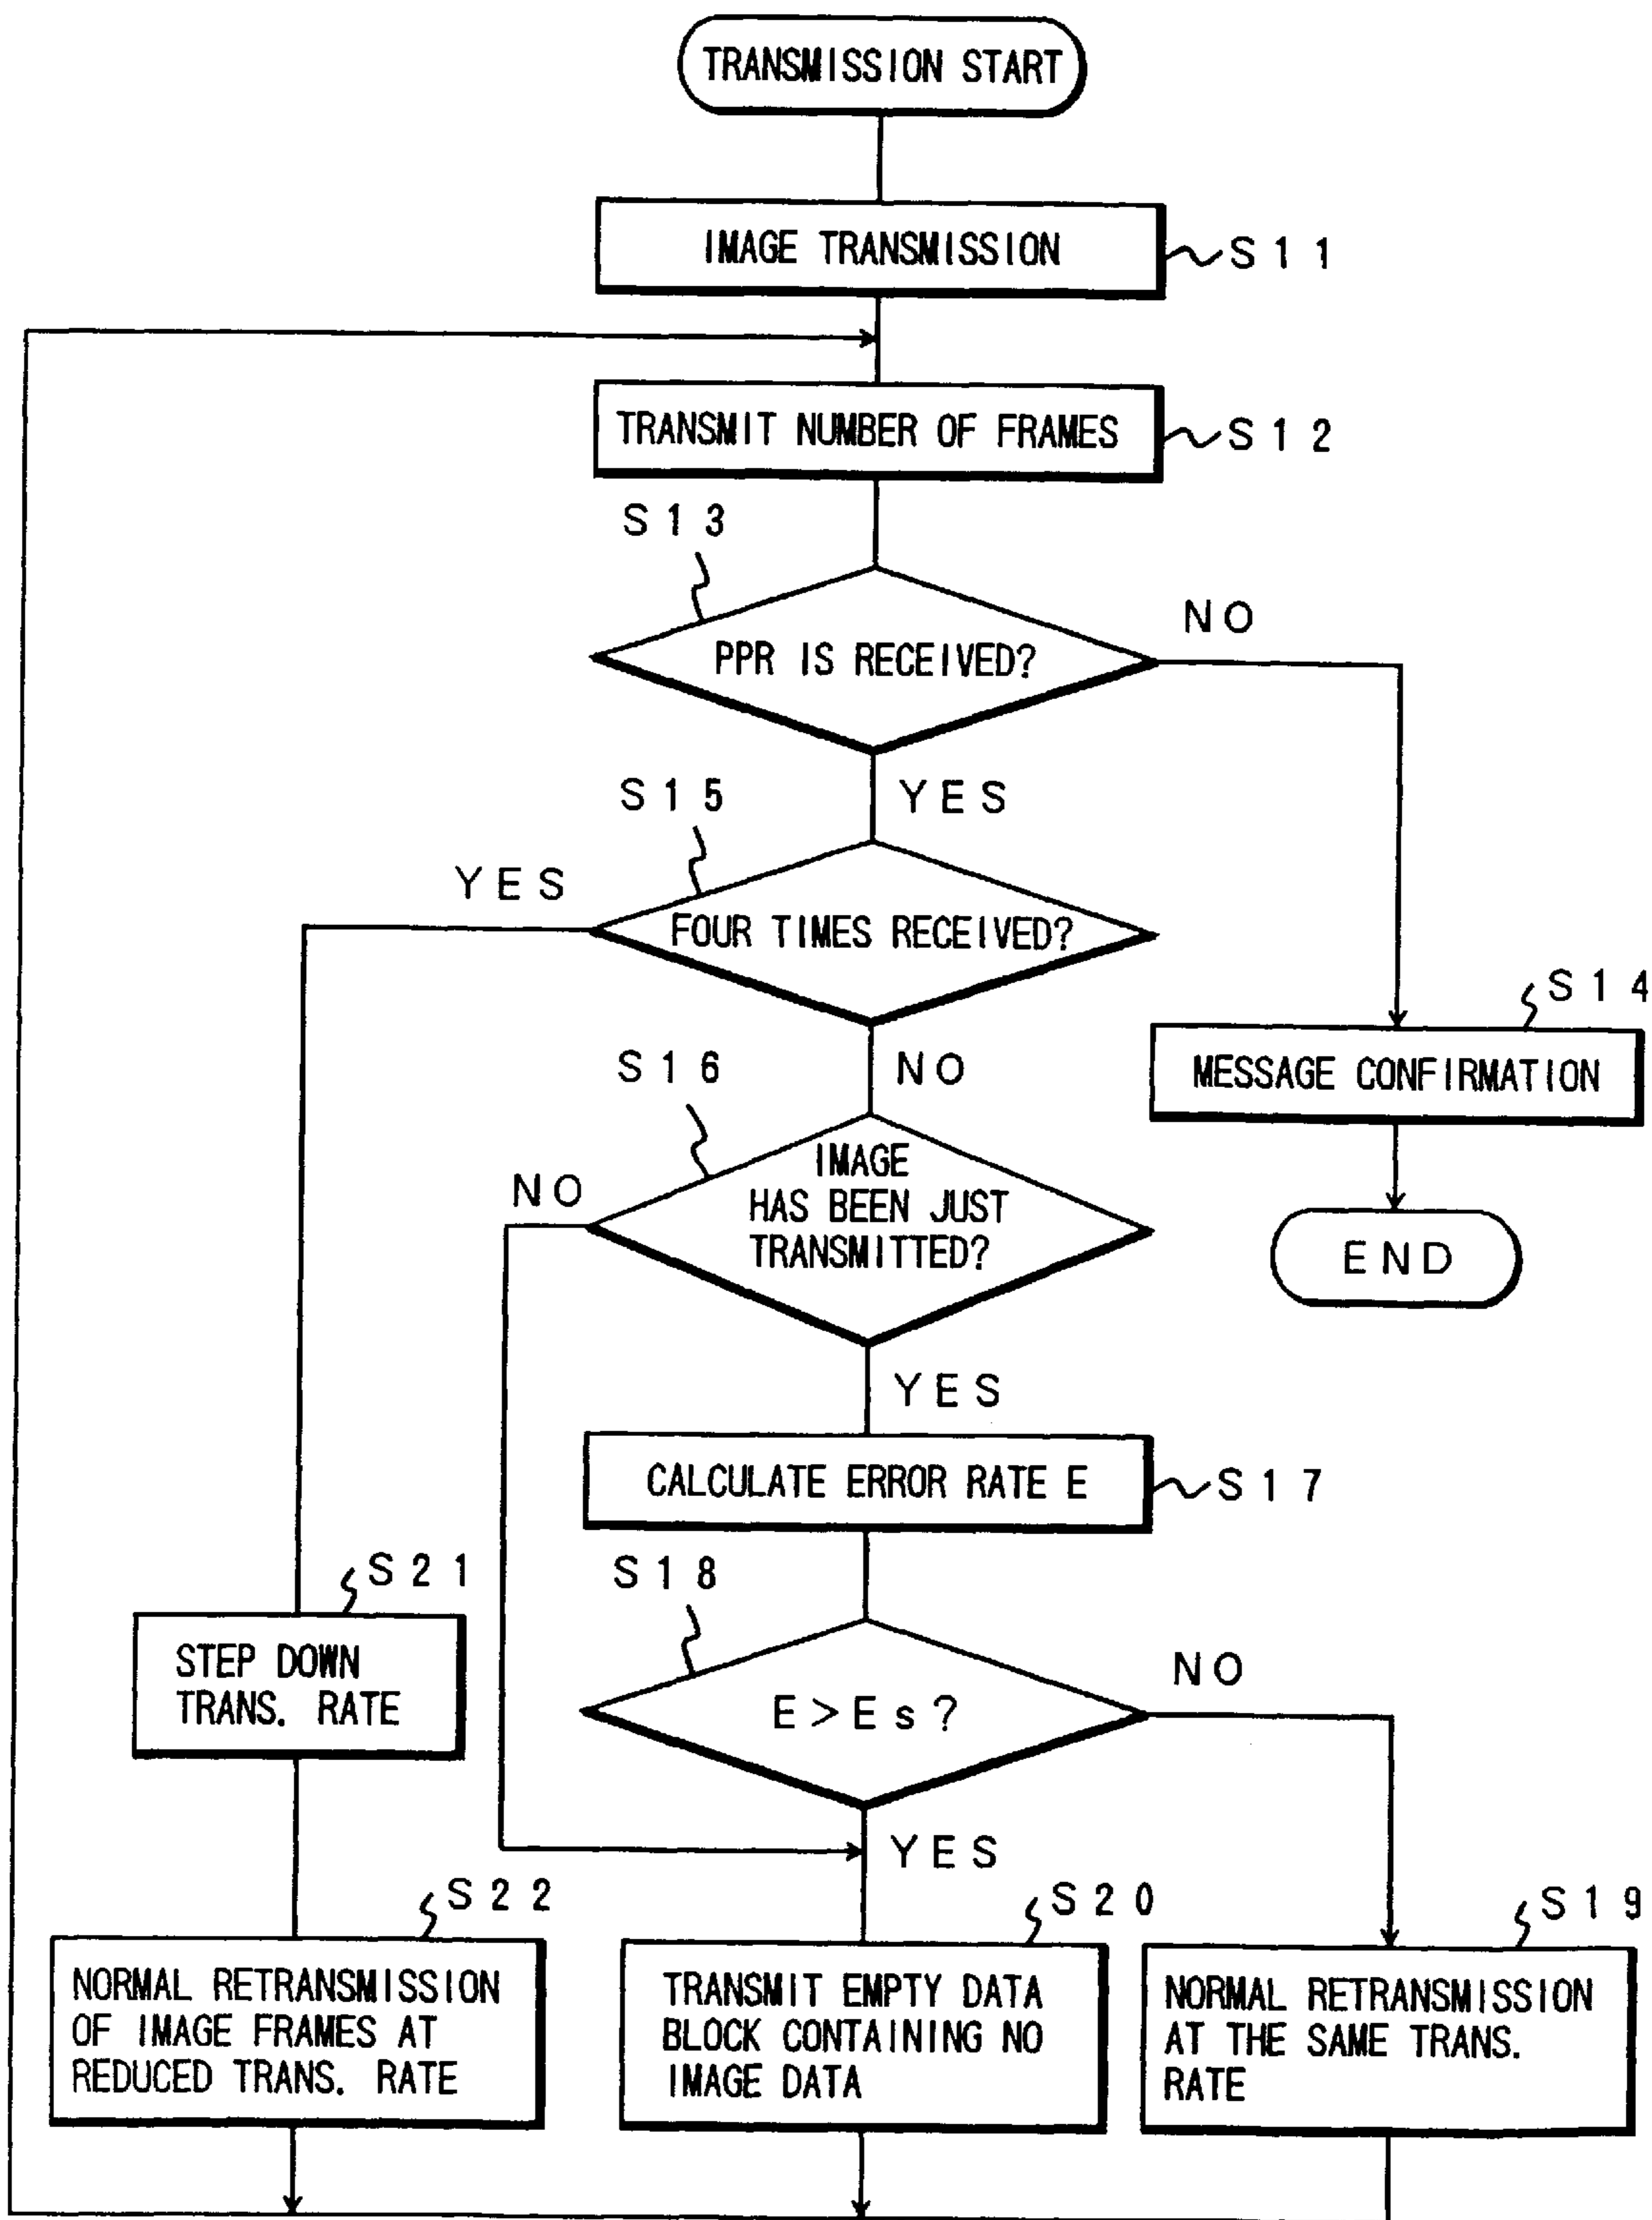 TRANSMISSION START
IMAGE TRANSMISSION
S11
TRANSMIT NUMBER OF FRAMES
S12
S13
PPR IS RECEIVED?
NO
YES
S15
YES
FOUR TIMES RECEIVED?
S14
MESSAGE CONFIRMATION
END
NO
S16
NO
IMAGE
HAS BEEN JUST
TRANSMITTED?
YES
CALCULATE ERROR RATE E
S17
S18
E>Es?
NO
YES
S21
STEP DOWN
TRANS. RATE
S22
NORMAL RETRANSMISSION
OF IMAGE FRAMES AT
REDUCED TRANS. RATE
S20
TRANSMIT EMPTY DATA
BLOCK CONTAINING NO
IMAGE DATA
S19
NORMAL RETRANSMISSION
AT THE SAME TRANS.
RATE